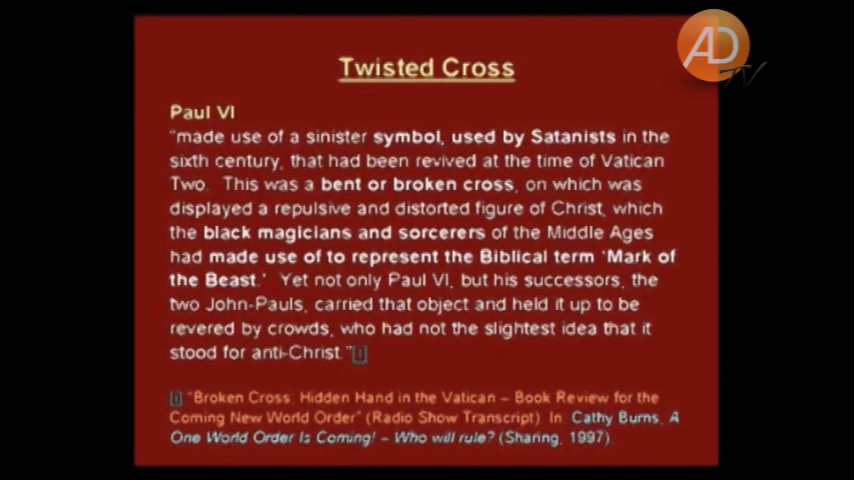 AD
TV
Twisted Cross
Paul VI
"made use of a sinister symbol, used by Satanists in the
sixth century, that had been revived at the time of Vatican
Two. This was a bent or broken cross, on which was
displayed a repulsive and distorted figure of Christ, which
the black magicians and sorcerers of the Middle Ages
had made use of to represent the Biblical term 'Mark of
the Beast.' Yet not only Paul VI, but his successors, the
two John-Pauls, carried that object and held it up to be
revered by crowds, who had not the slightest idea that it
stood for anti-Christ."[i]
[i] "Broken Cross: Hidden Hand in the Vatican – Book Review for the
Coming New World Order" (Radio Show Transcript). In Cathy Burns, A
One World Order Is Coming! – Who will rule? (Sharing, 1997).